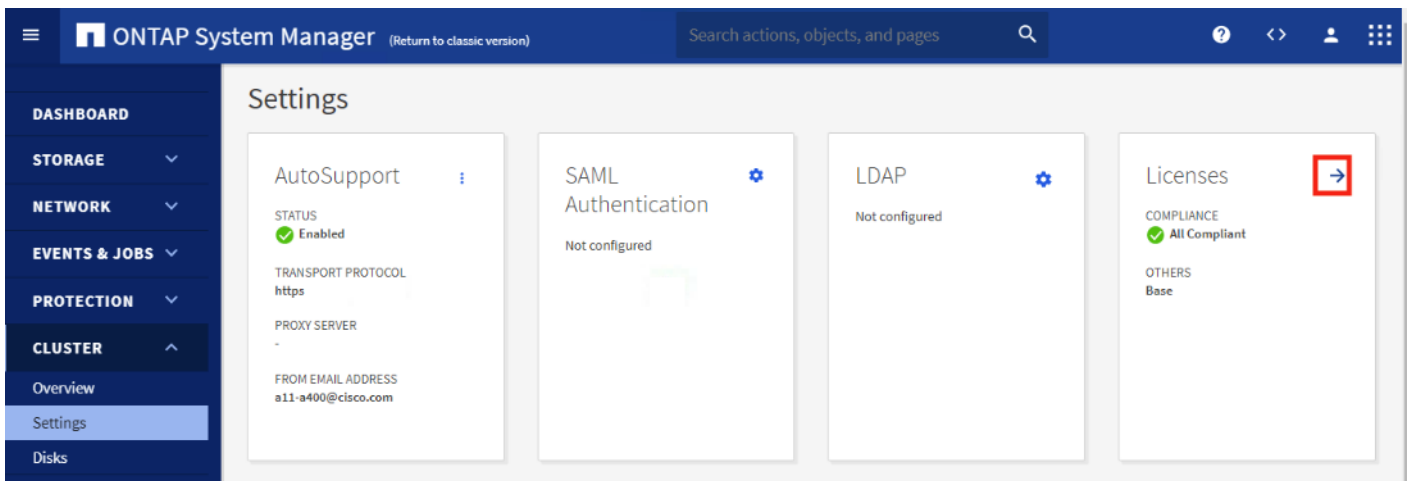 ONTAP System Manager (Return to classic version)
Search actions, objects, and pages
DASHBOARD
STORAGE
NETWORK
EVENTS & JOBS
PROTECTION
CLUSTER
Overview
Settings
Disks
Settings
AutoSupport
STATUS
Enabled
TRANSPORT PROTOCOL
https
PROXY SERVER
-
FROM EMAIL ADDRESS
a11-a400@cisco.com
SAML
Authentication
Not configured
LDAP
Not configured
Licenses
COMPLIANCE
All Compliant
OTHERS
Base